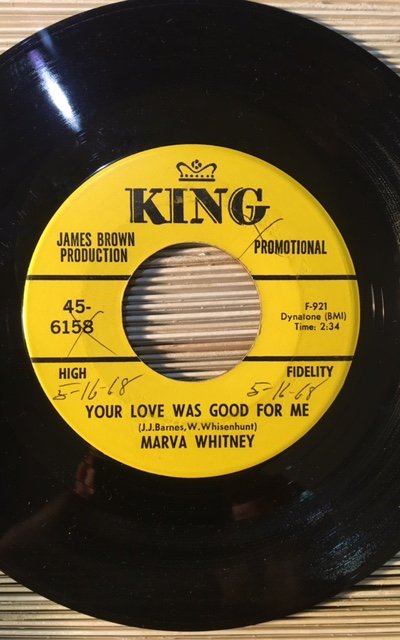 KING
JAMES BROWN
PRODUCTION
PROMOTIONAL
45-
6158
F-921
Dynatone (BMI)
Time: 2:34
HIGH
FIDELITY
5-16-68
5-16-68
YOUR LOVE WAS GOOD FOR ME
(J.J.Barnes,W.Whisenhunt)
MARVA WHITNEY